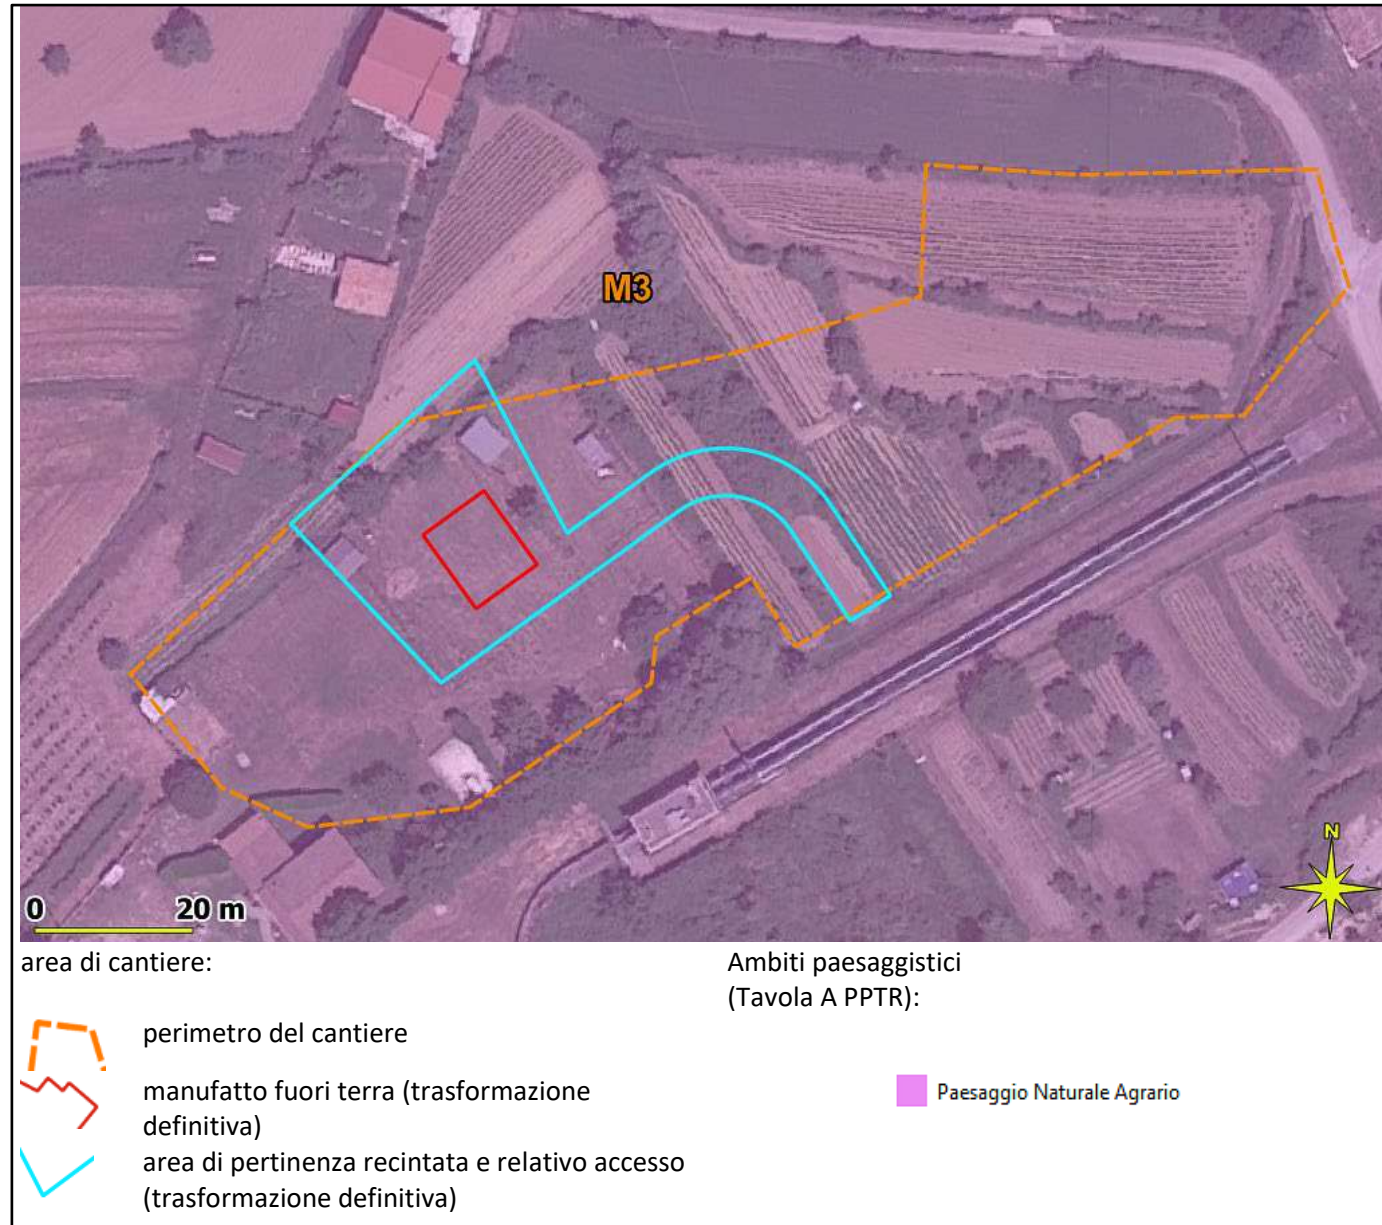 M3
N
0 20 m
area di cantiere:
Ambiti paesaggistici
(Tavola A PPTR):
perimetro del cantiere
manufatto fuori terra (trasformazione
definitiva)
Paesaggio Naturale Agrario
area di pertinenza recintata e relativo accesso
(trasformazione definitiva)